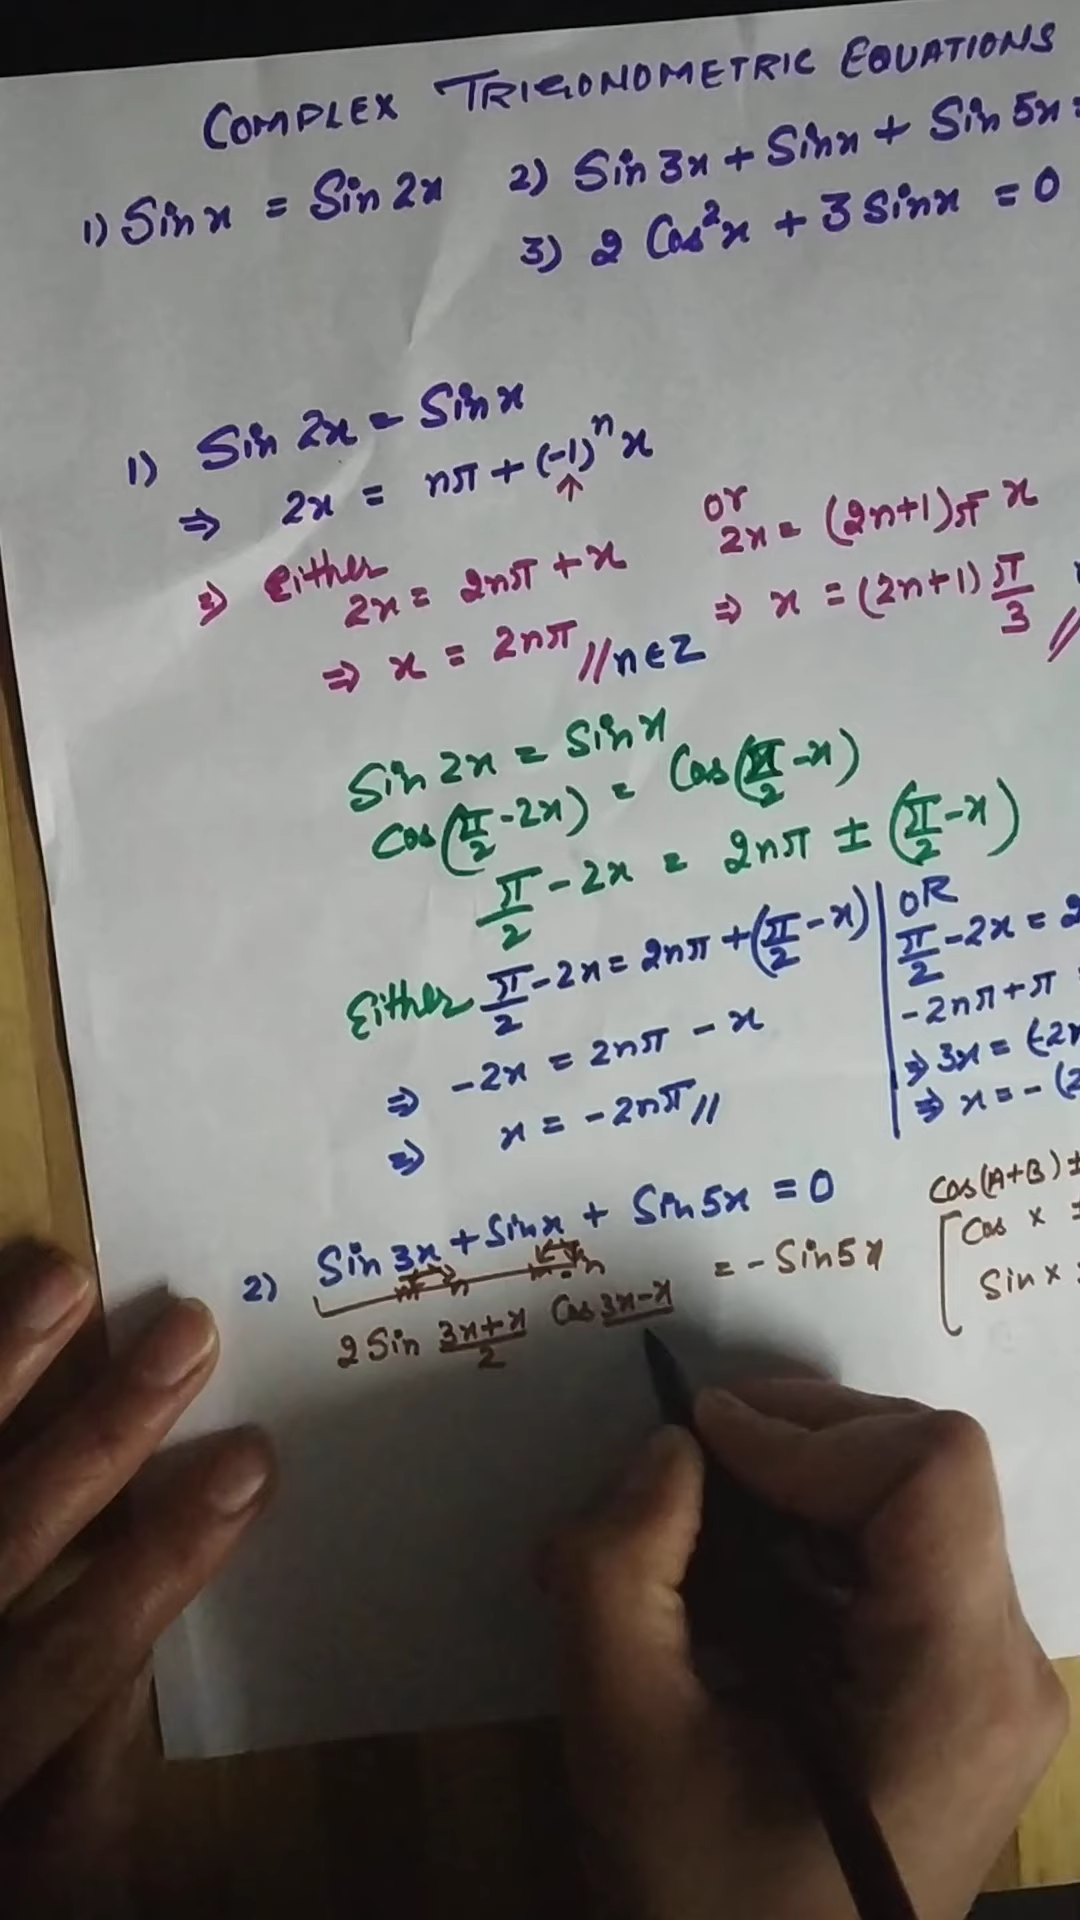 COMPLEX TRIGONOMETRIC EQUATIONS
1) Sin x = Sin 2x
2) Sin 3x + Sin x + Sin 5x =
3) 2 Cos²x + 3 Sin x = 0
1) Sin 2x = Sin x
⇒ 2x = nπ + (-1)ⁿ x
↑
⇒ Either 2x = 2nπ + x
⇒ x = 2nπ // n ∈ Z
or
2x = (2n+1)π - x
⇒ x = (2n+1) π/3 //
Sin 2x = Sin x
Cos(π/2 - 2x) = Cos(π/2 - x)
π/2 - 2x = 2nπ ± (π/2 - x)
Either π/2 - 2x = 2nπ + (π/2 - x)
⇒ -2x = 2nπ - x
⇒ x = -2nπ //
OR
π/2 - 2x = 2
-2nπ + π
⇒ 3x = (-2n
⇒ x = - (2
2) Sin 3x + Sin x + Sin 5x = 0
2 Sin (3x+x)/2 Cos 3x-x = - Sin 5x
Cos(A+B) ±
Cos x =
Sin x